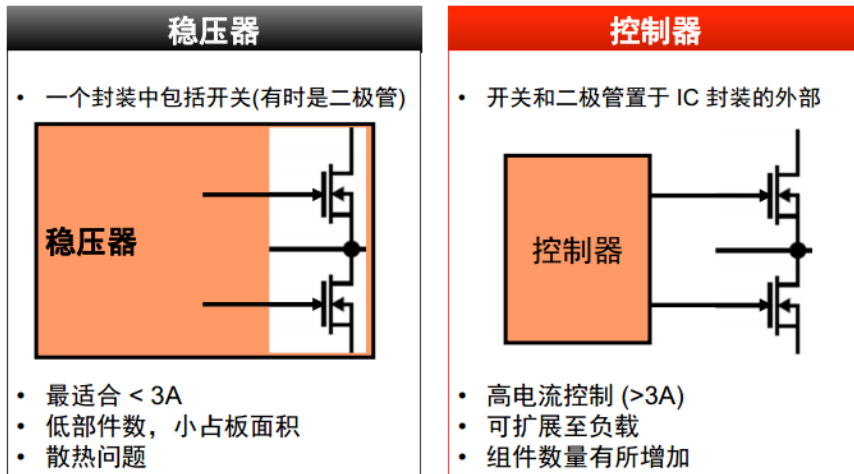 稳压器
• 一个封装中包括开关(有时是二极管)
稳压器
• 最适合 < 3A
• 低部件数，小占板面积
• 散热问题
控制器
• 开关和二极管置于 IC 封装的外部
控制器
• 高电流控制 (>3A)
• 可扩展至负载
• 组件数量有所增加